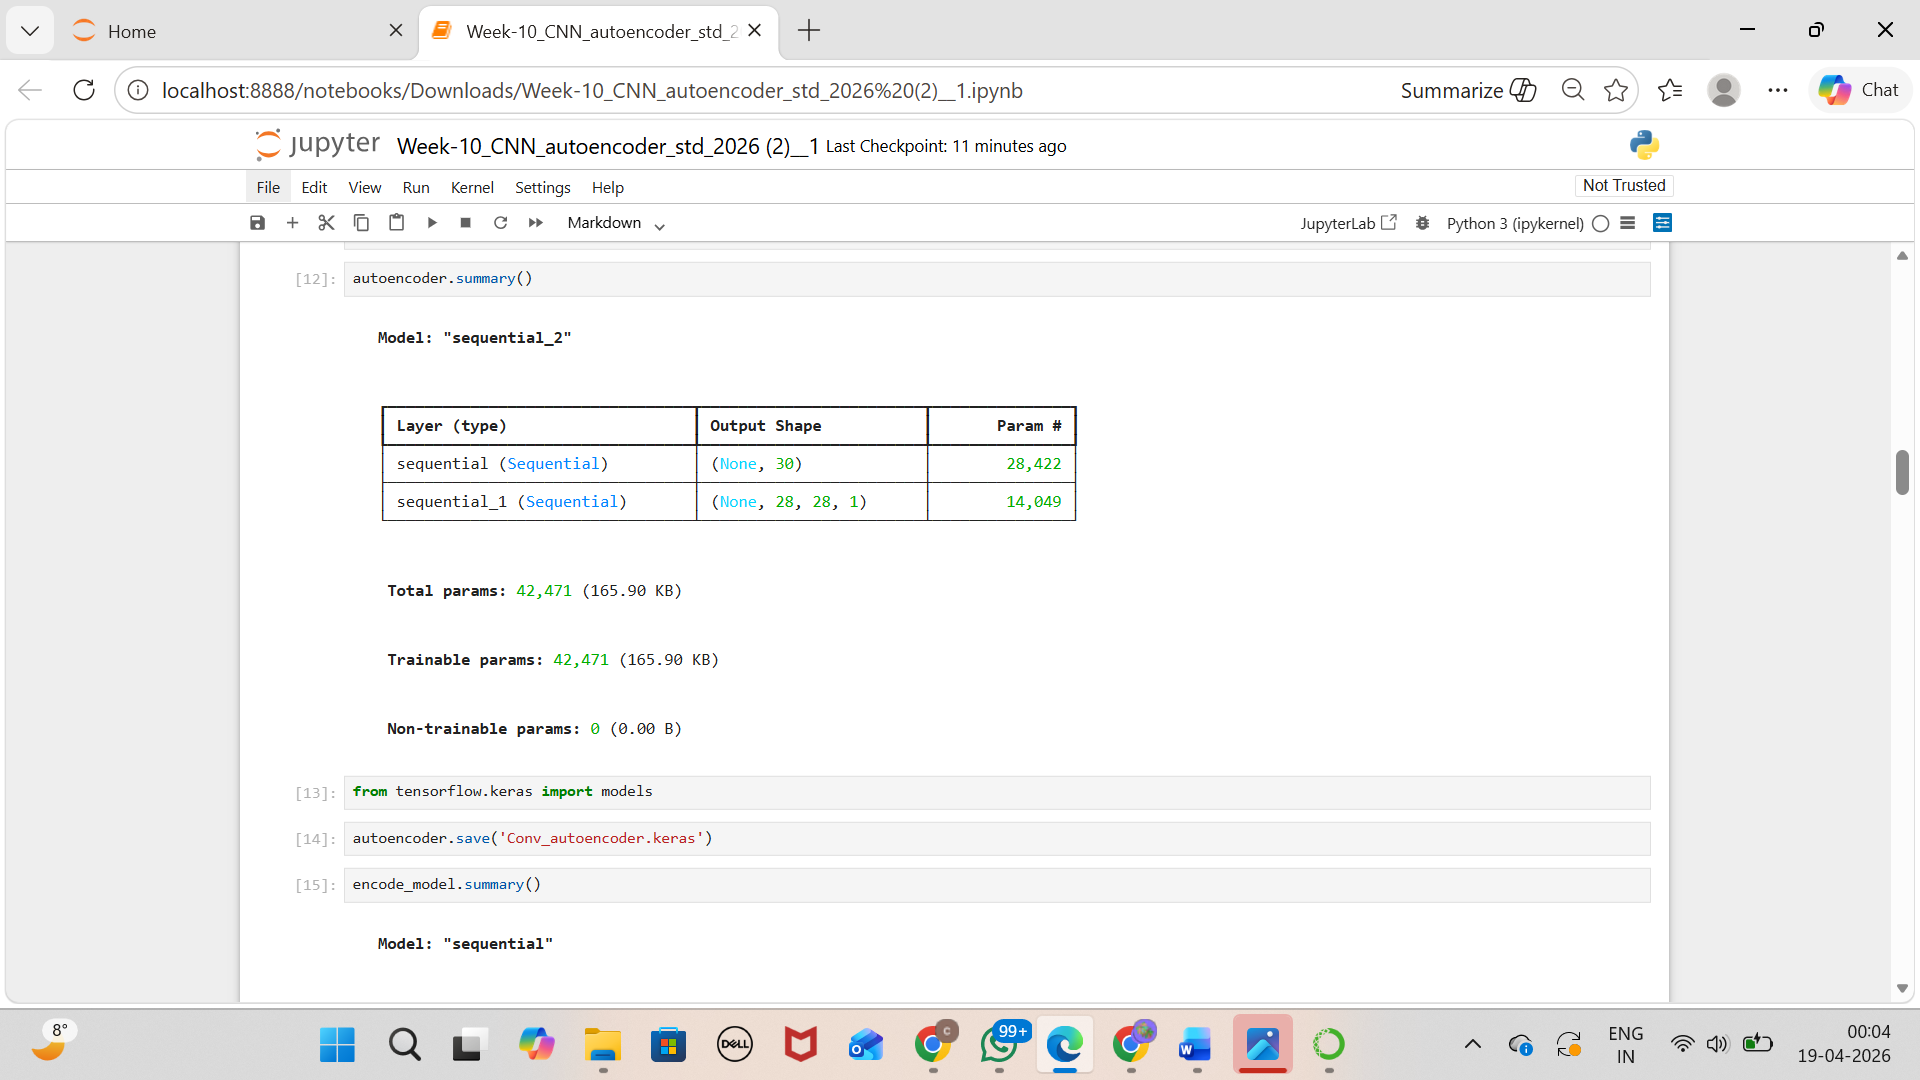 Home
Week-10_CNN_autoencoder_std_2
localhost:8888/notebooks/Downloads/Week-10_CNN_autoencoder_std_2026%20(2)__1.ipynb
Summarize
Chat
jupyter Week-10_CNN_autoencoder_std_2026 (2)__1 Last Checkpoint: 11 minutes ago
File Edit View Run Kernel Settings Help
Not Trusted
Markdown
JupyterLab
Python 3 (ipykernel)
[12]: autoencoder.summary()
Model: "sequential_2"
Layer (type) Output Shape Param #
sequential (Sequential) (None, 30) 28,422
sequential_1 (Sequential) (None, 28, 28, 1) 14,049
Total params: 42,471 (165.90 KB)
Trainable params: 42,471 (165.90 KB)
Non-trainable params: 0 (0.00 B)
[13]: from tensorflow.keras import models
[14]: autoencoder.save('Conv_autoencoder.keras')
[15]: encode_model.summary()
Model: "sequential"
8°
DELL
C
99+
W
ENG
IN
00:04
19-04-2026